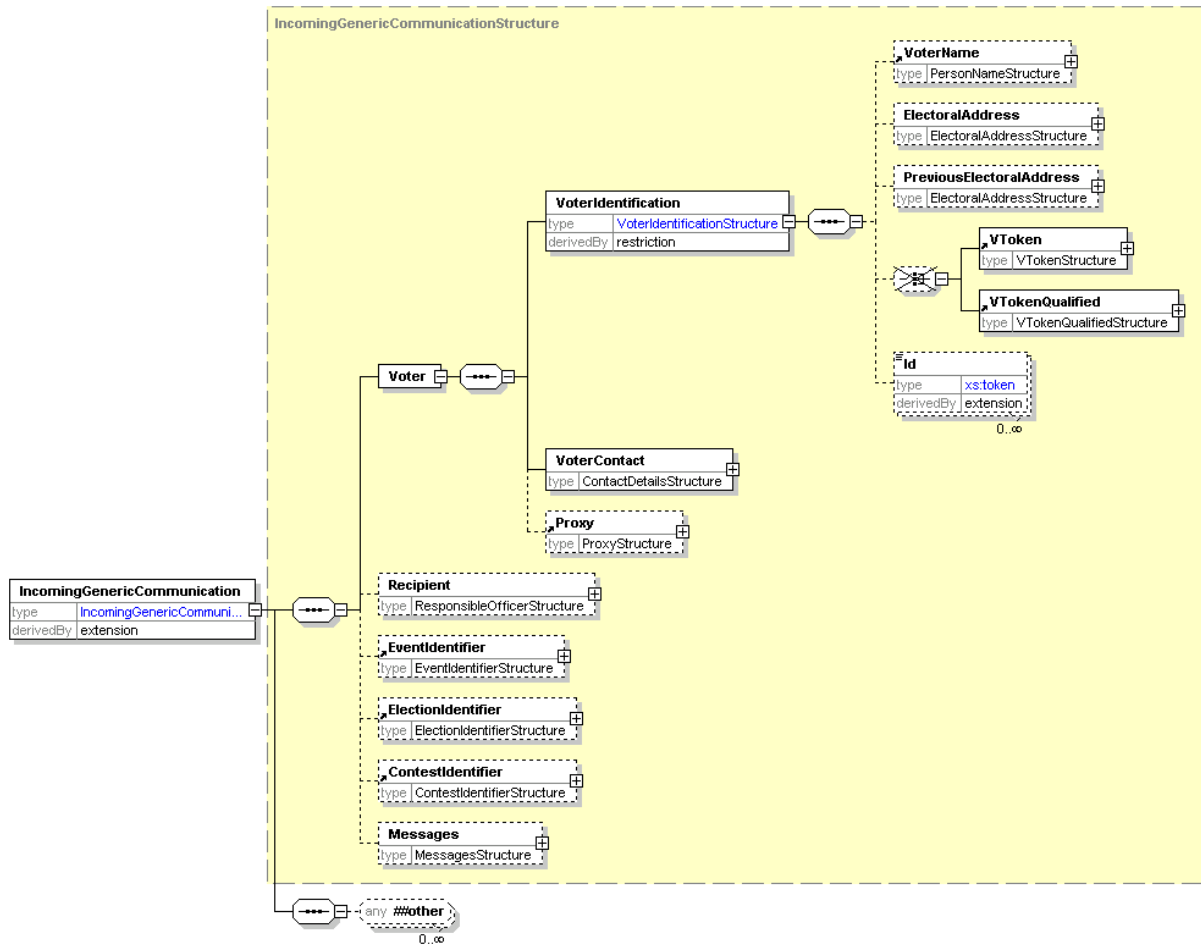 IncomingGenericCommunicationStructure
VoterName
type PersonNameStructure
ElectoralAddress
type ElectoralAddressStructure
PreviousElectoralAddress
type ElectoralAddressStructure
VoterIdentification
type VoterIdentificationStructure
derivedBy restriction
VToken
type VTokenStructure
VTokenQualified
type VTokenQualifiedStructure
Id
type xs:token
derivedBy extension
0..∞
Voter
VoterContact
type ContactDetailsStructure
Proxy
type ProxyStructure
IncomingGenericCommunication
type IncomingGenericCommuni...
derivedBy extension
Recipient
type ResponsibleOfficerStructure
EventIdentifier
type EventIdentifierStructure
ElectionIdentifier
type ElectionIdentifierStructure
ContestIdentifier
type ContestIdentifierStructure
Messages
type MessagesStructure
any ##other
0..∞